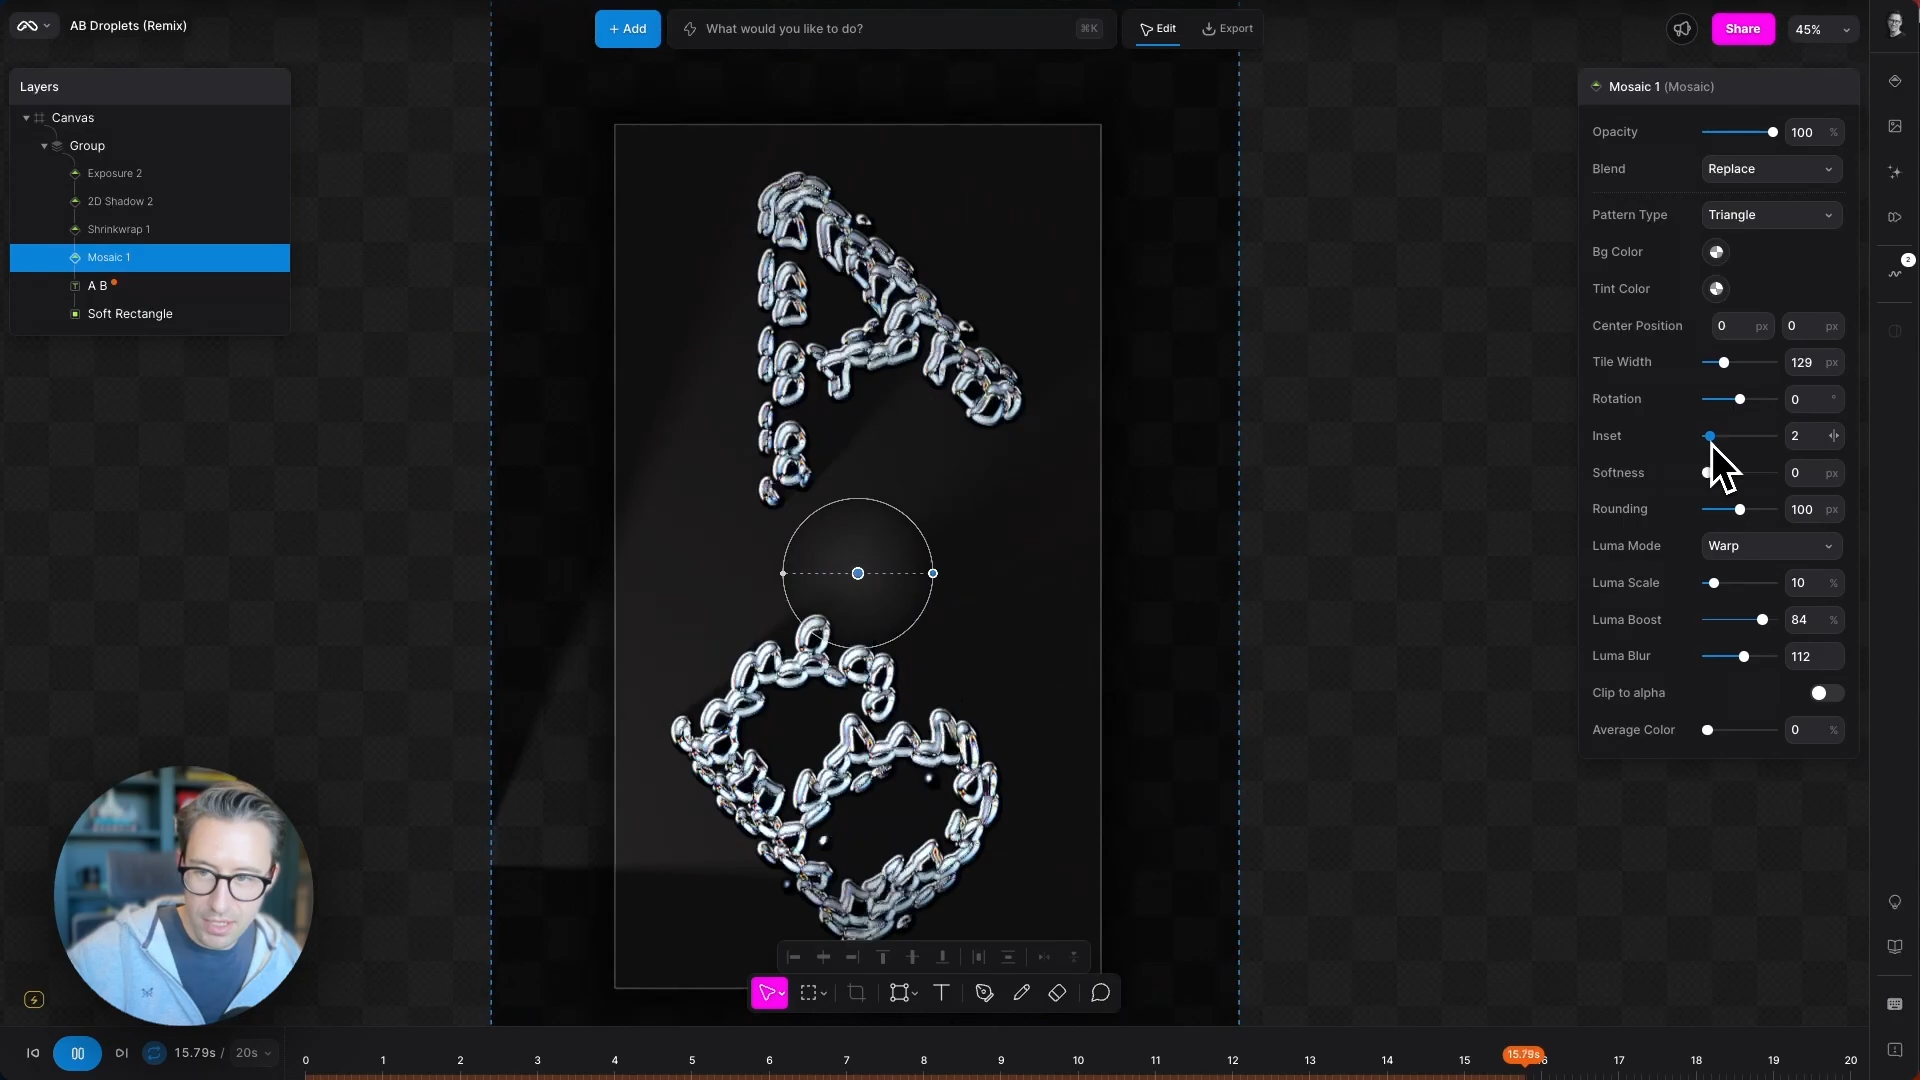 AB Droplets (Remix)
+ Add
What would you like to do?
⌘K
Edit
Export
Share
45%
Layers
Canvas
Group
Exposure 2
2D Shadow 2
Shrinkwrap 1
Mosaic 1
A B
Soft Rectangle
Mosaic 1 (Mosaic)
Opacity 100 %
Blend Replace
Pattern Type Triangle
Bg Color
Tint Color
Center Position 0 px 0 px
Tile Width 129 px
Rotation 0 °
Inset 2
Softness 0 px
Rounding 100 px
Luma Mode Warp
Luma Scale 10 %
Luma Boost 84 %
Luma Blur 112
Clip to alpha
Average Color 0 %
2
A
B
15.79s / 20s
0 1 2 3 4 5 6 7 8 9 10 11 12 13 14 15 15.79s 16 17 18 19 20